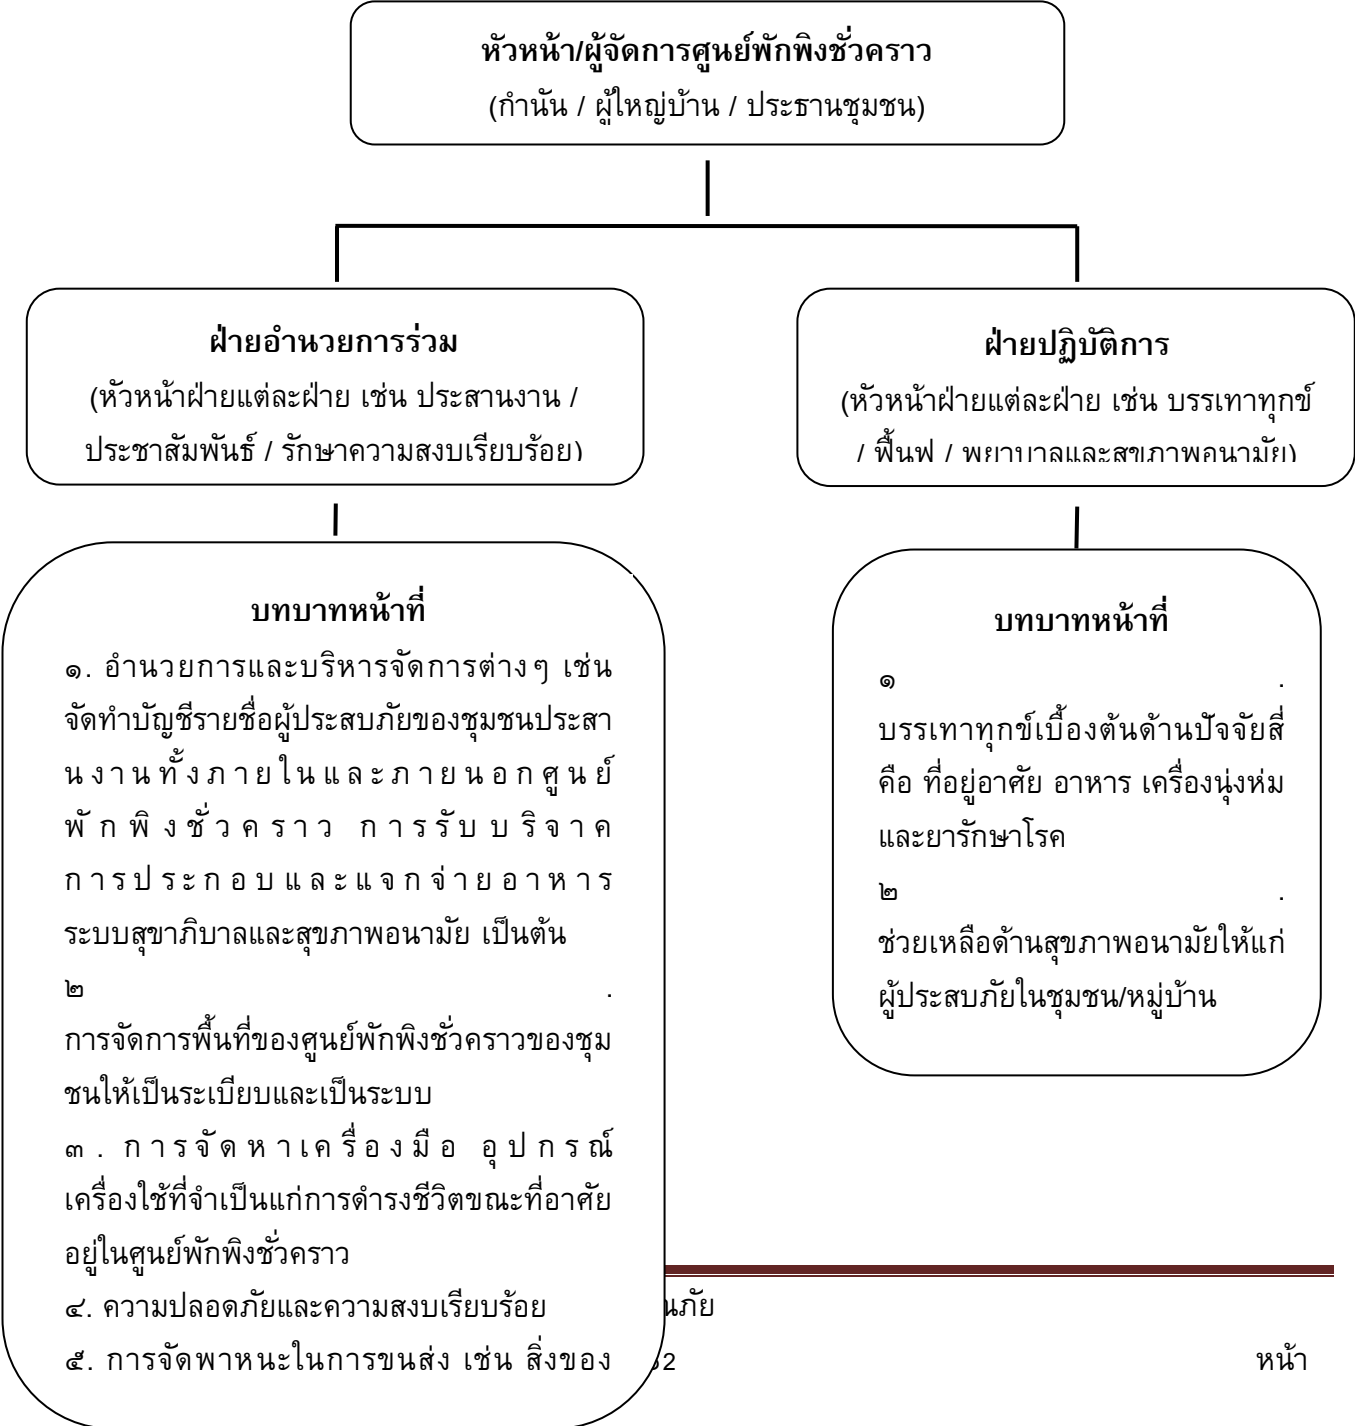 หัวหน้า/ผู้จัดการศูนย์พักพิงชั่วคราว
(กำนัน / ผู้ใหญ่บ้าน / ประธานชุมชน)
ฝ่ายอำนวยการร่วม
(หัวหน้าฝ่ายแต่ละฝ่าย เช่น ประสานงาน /
ประชาสัมพันธ์ / รักษาความสงบเรียบร้อย)
ฝ่ายปฏิบัติการ
(หัวหน้าฝ่ายแต่ละฝ่าย เช่น บรรเทาทุกข์
/ ฟื้นฟู / พยาบาลและสุขภาพอนามัย)
บทบาทหน้าที่
๑. อำนวยการและบริหารจัดการต่างๆ เช่น
จัดทำบัญชีรายชื่อผู้ประสบภัยของชุมชนประสา
นงานทั้งภายในและภายนอกศูนย์
พักพิงชั่วคราว การรับบริจาค
การประกอบและแจกจ่ายอาหาร
ระบบสุขาภิบาลและสุขภาพอนามัย เป็นต้น
๒ .
การจัดการพื้นที่ของศูนย์พักพิงชั่วคราวของชุม
ชนให้เป็นระเบียบและเป็นระบบ
๓. การจัดหาเครื่องมือ อุปกรณ์
เครื่องใช้ที่จำเป็นแก่การดำรงชีวิตขณะที่อาศัย
อยู่ในศูนย์พักพิงชั่วคราว
๔. ความปลอดภัยและความสงบเรียบร้อย
๕. การจัดพาหนะในการขนส่ง เช่น สิ่งของ
บทบาทหน้าที่
๑ .
บรรเทาทุกข์เบื้องต้นด้านปัจจัยสี่
คือ ที่อยู่อาศัย อาหาร เครื่องนุ่งห่ม
และยารักษาโรค
๒ .
ช่วยเหลือด้านสุขภาพอนามัยให้แก่
ผู้ประสบภัยในชุมชน/หมู่บ้าน
นภัย
2
หน้า